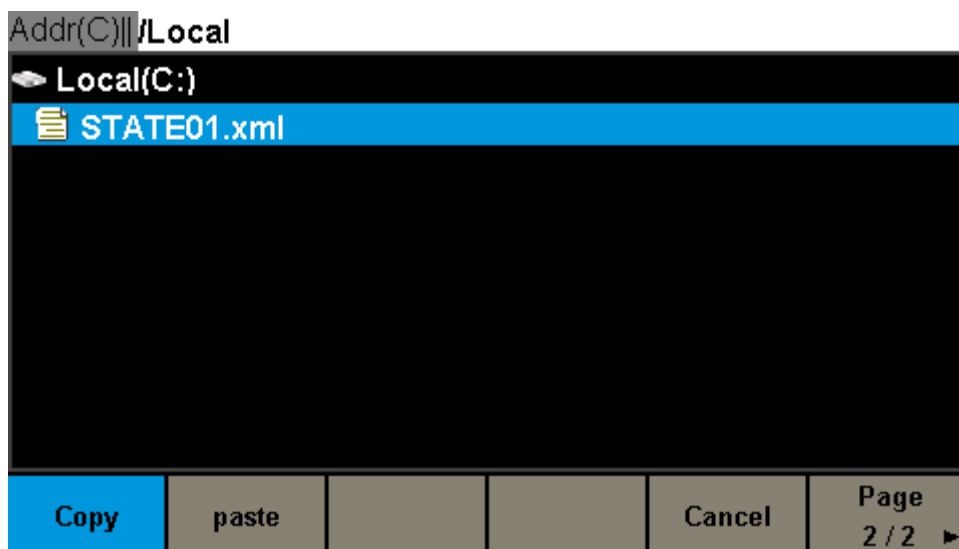 Addr(C)|| /Local
Local(C:)
STATE01.xml
Copy paste Cancel Page
2 / 2